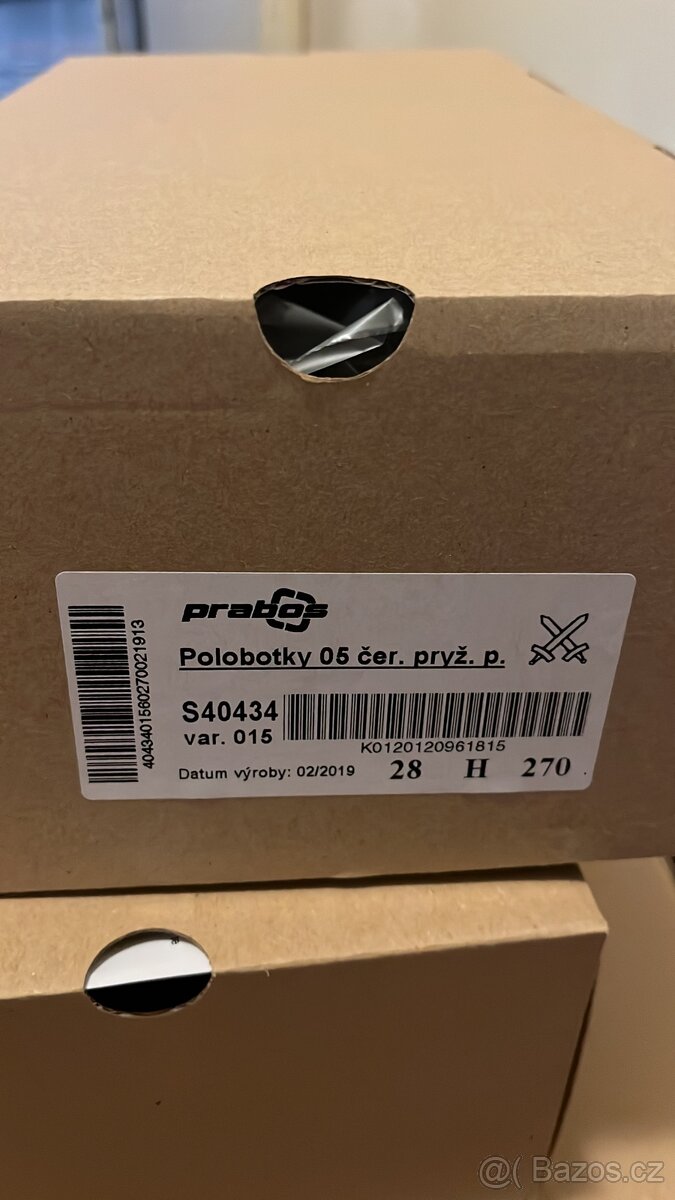 prabos
Polobotky 05 čer. pryž. p.
S40434
var. 015
K0120120961815
Datum výroby: 02/2019 28 H 270
4043401560270021913
@( Bazos.cz